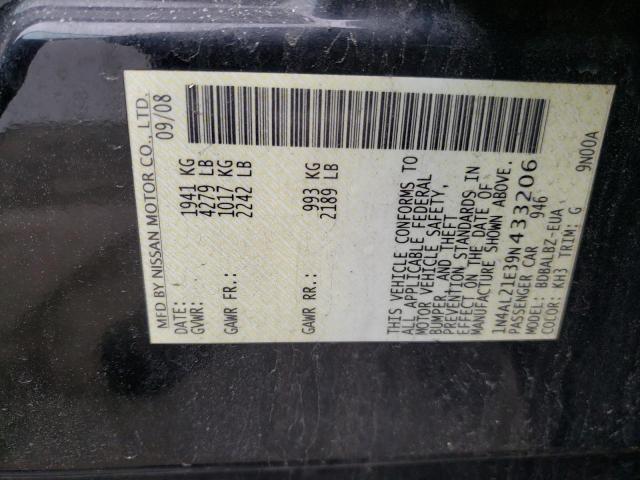 MFD BY NISSAN MOTOR CO., LTD.
DATE: 09/08
GVWR: 1941 KG
4279 LB
GAWR FR.: 1017 KG
2242 LB
GAWR RR.: 993 KG
2189 LB
THIS VEHICLE CONFORMS TO
ALL APPLICABLE FEDERAL
MOTOR VEHICLE SAFETY,
BUMPER, AND THEFT
PREVENTION STANDARDS IN
EFFECT ON THE DATE OF
MANUFACTURE SHOWN ABOVE.
1N4AL21E39N433206
PASSENGER CAR 946
MODEL: BDBALBZ-EUA
COLOR: KH3 TRIM: G 9N00A